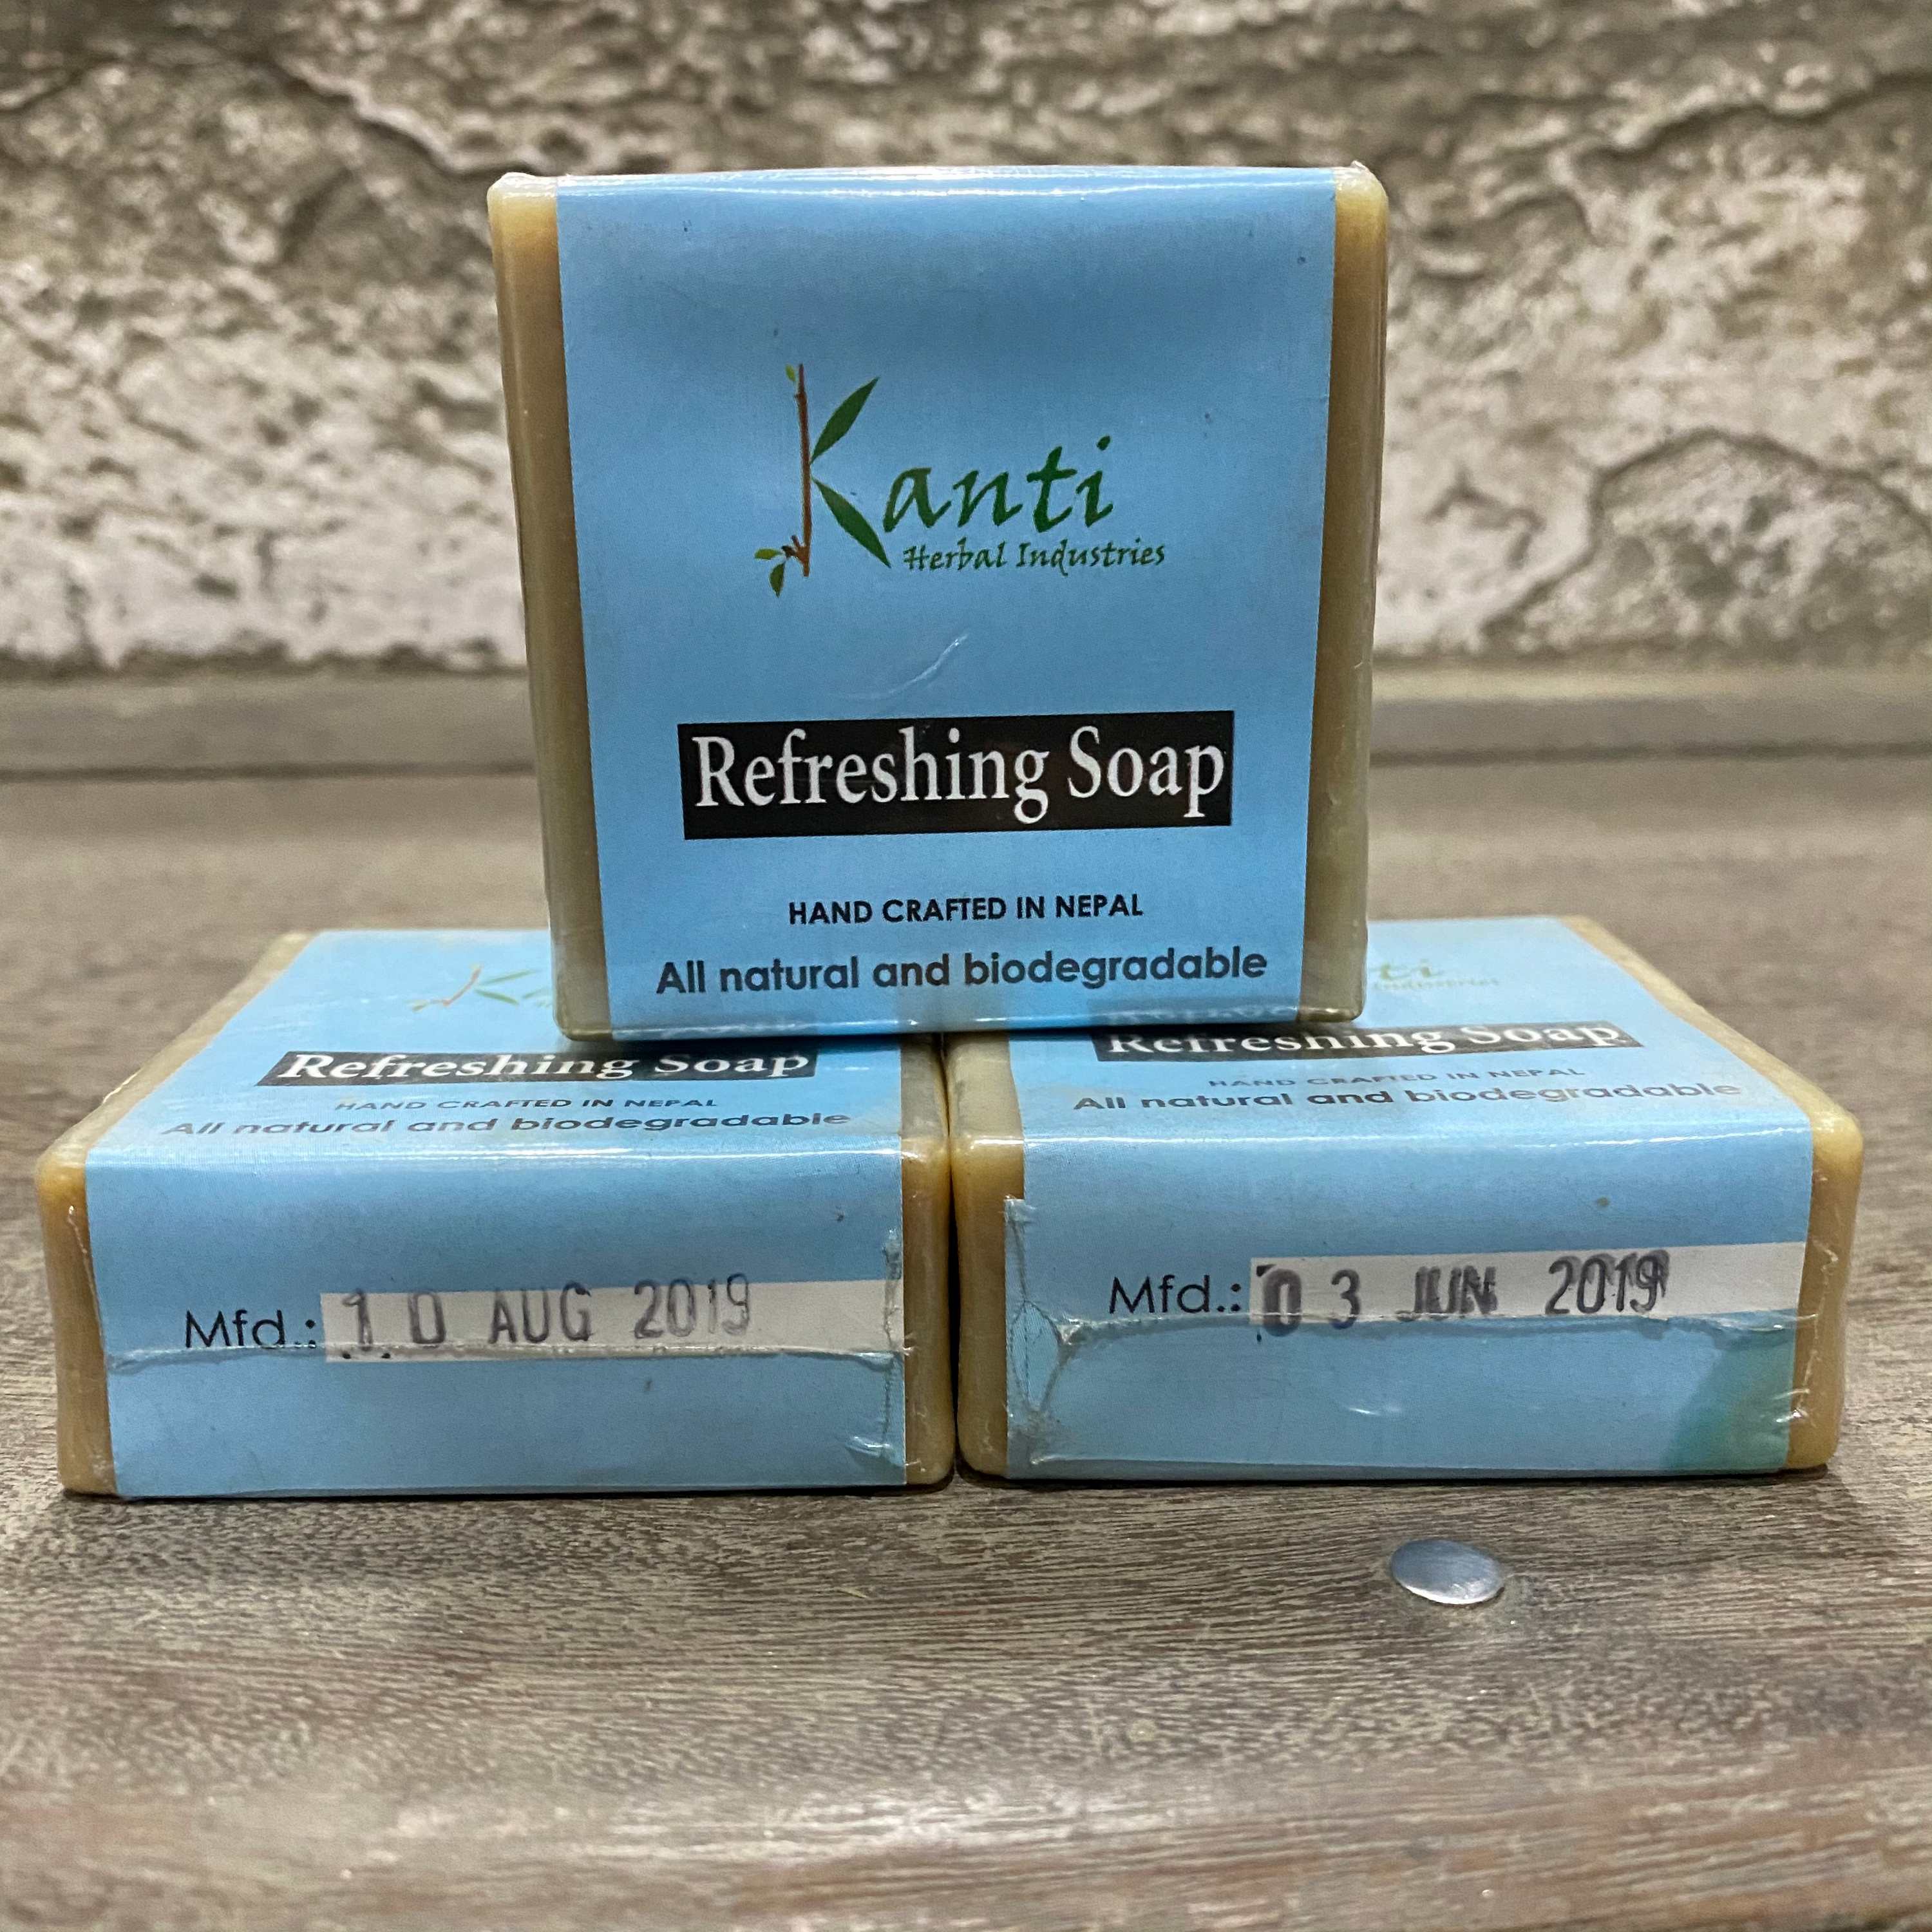 Kanti
Herbal Industries
Refreshing Soap
HAND CRAFTED IN NEPAL
All natural and biodegradable
Refreshing Soap
HAND CRAFTED IN NEPAL
All natural and biodegradable
Mfd.: 10 AUG 2019
ti
Industries
Refreshing Soap
HAND CRAFTED IN NEPAL
All natural and biodegradable
Mfd.: 03 JUN 2019